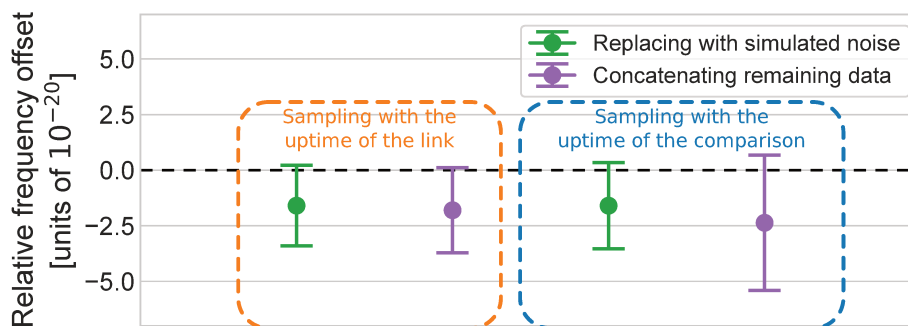 Relative frequency offset
[units of 10⁻²⁰]
5.0
2.5
0.0
−2.5
−5.0
Replacing with simulated noise
Concatenating remaining data
Sampling with the
uptime of the link
Sampling with the
uptime of the comparison